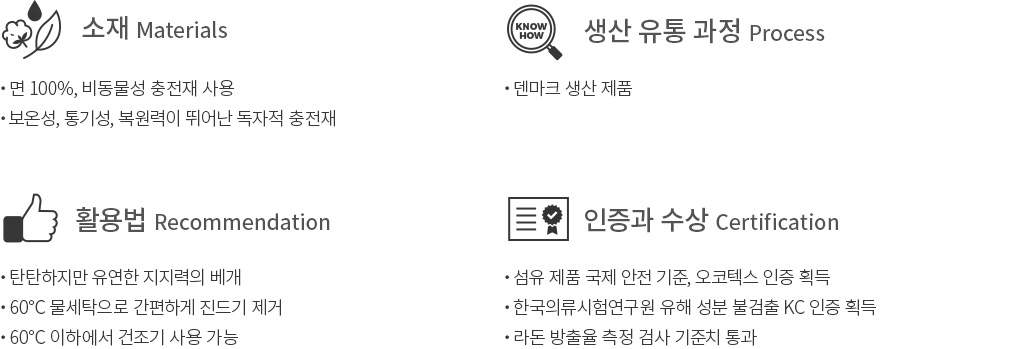 소재 Materials
• 면 100%, 비동물성 충전재 사용
• 보온성, 통기성, 복원력이 뛰어난 독자적 충전재
KNOW
HOW
생산 유통 과정 Process
• 덴마크 생산 제품
활용법 Recommendation
• 탄탄하지만 유연한 지지력의 베개
• 60°C 물세탁으로 간편하게 진드기 제거
• 60°C 이하에서 건조기 사용 가능
인증과 수상 Certification
• 섬유 제품 국제 안전 기준, 오코텍스 인증 획득
• 한국의류시험연구원 유해 성분 불검출 KC 인증 획득
• 라돈 방출율 측정 검사 기준치 통과